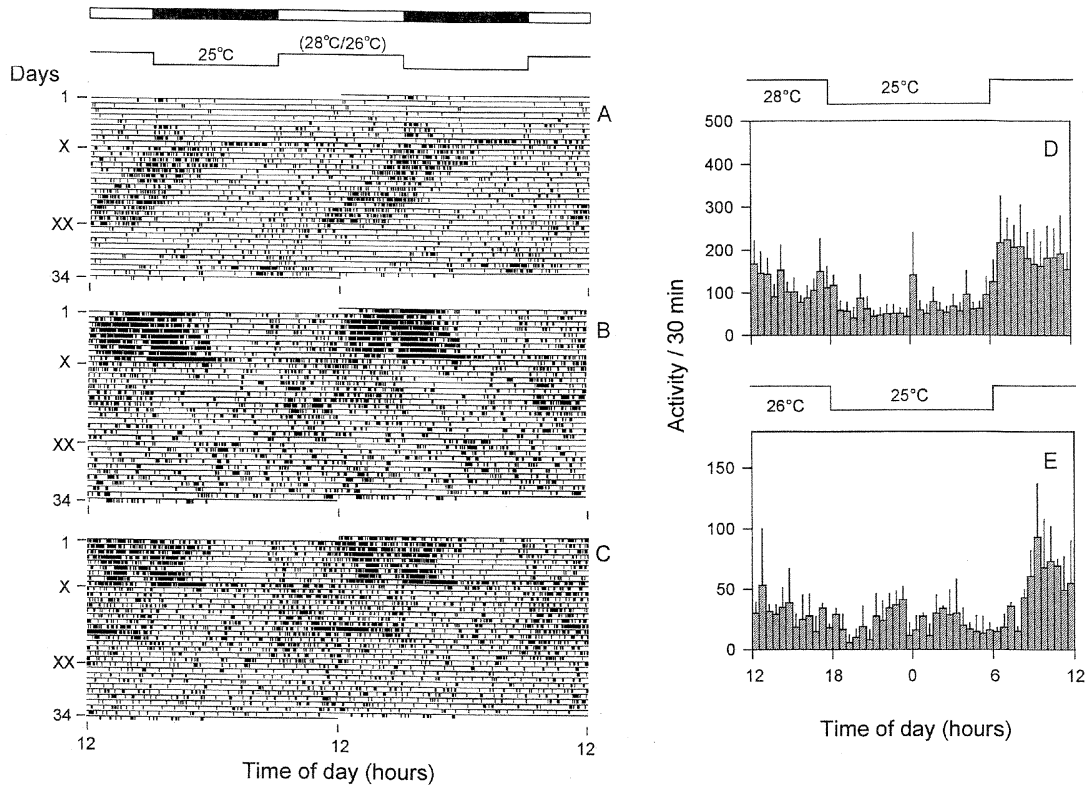 (28°C/26°C)
25°C
Days
1
X
XX
34
A
1
X
XX
34
B
1
X
XX
34
C
12
12
12
Time of day (hours)
28°C
25°C
500
400
300
200
100
0
D
Activity / 30 min
26°C
25°C
150
100
50
0
E
12
18
0
6
12
Time of day (hours)